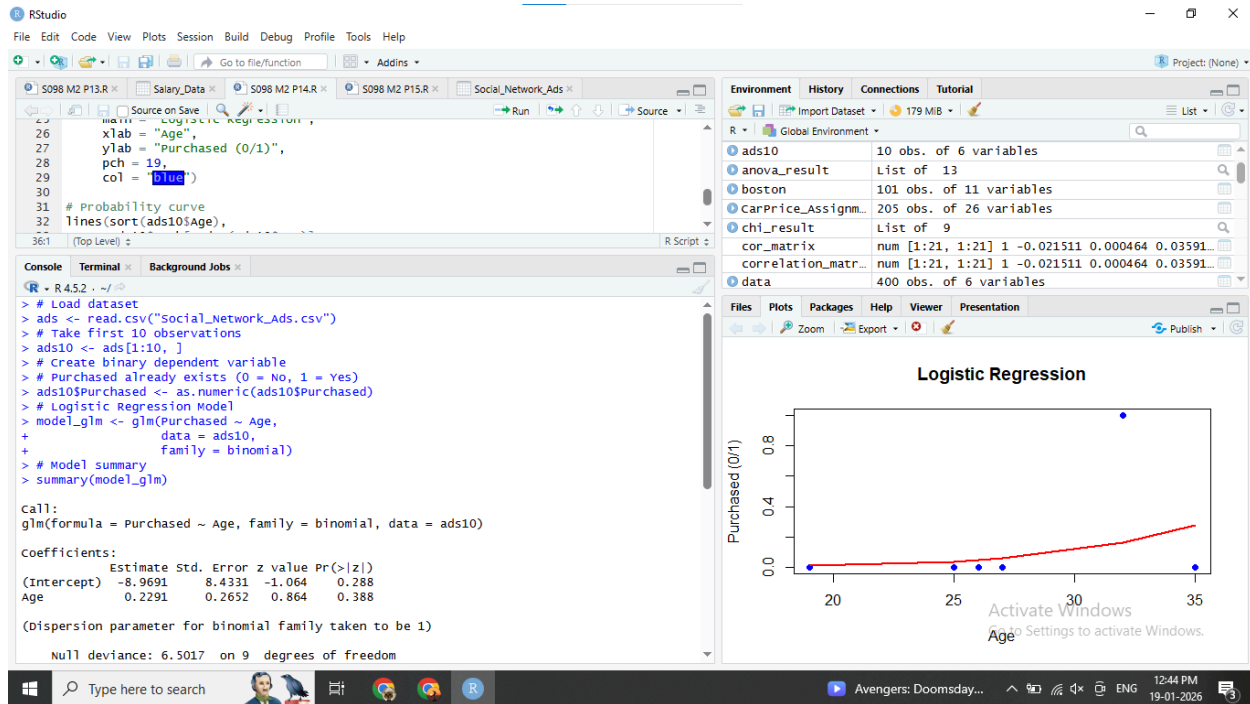 RStudio
File Edit Code View Plots Session Build Debug Profile Tools Help
Go to file/function Addins Project: (None)
S098 M2 P13.R Salary_Data S098 M2 P14.R S098 M2 P15.R Social_Network_Ads
Source on Save Run Source
25 main = "Logistic Regression",
26 xlab = "Age",
27 ylab = "Purchased (0/1)",
28 pch = 19,
29 col = "blue")
30
31 # Probability curve
32 lines(sort(ads10$Age),
36:1 (Top Level) R Script
Console Terminal Background Jobs
R 4.5.2 · ~/
> # Load dataset
> ads <- read.csv("Social_Network_Ads.csv")
> # Take first 10 observations
> ads10 <- ads[1:10, ]
> # Create binary dependent variable
> # Purchased already exists (0 = No, 1 = Yes)
> ads10$Purchased <- as.numeric(ads10$Purchased)
> # Logistic Regression Model
> model_glm <- glm(Purchased ~ Age,
+ data = ads10,
+ family = binomial)
> # Model summary
> summary(model_glm)
Call:
glm(formula = Purchased ~ Age, family = binomial, data = ads10)
Coefficients:
Estimate Std. Error z value Pr(>|z|)
(Intercept) -8.9691 8.4331 -1.064 0.288
Age 0.2291 0.2652 0.864 0.388
(Dispersion parameter for binomial family taken to be 1)
Null deviance: 6.5017 on 9 degrees of freedom
Environment History Connections Tutorial
Import Dataset 179 MiB List
R Global Environment
ads10 10 obs. of 6 variables
anova_result List of 13
boston 101 obs. of 11 variables
CarPrice_Assignm… 205 obs. of 26 variables
chi_result List of 9
cor_matrix num [1:21, 1:21] 1 -0.021511 0.000464 0.03591…
correlation_matr… num [1:21, 1:21] 1 -0.021511 0.000464 0.03591…
data 400 obs. of 6 variables
Files Plots Packages Help Viewer Presentation
Zoom Export Publish
Logistic Regression
Purchased (0/1)
0.8
0.4
0.0
20 25 30 35
Age
Activate Windows
Go to Settings to activate Windows.
Type here to search
Avengers: Doomsday... ENG 12:44 PM
19-01-2026
3